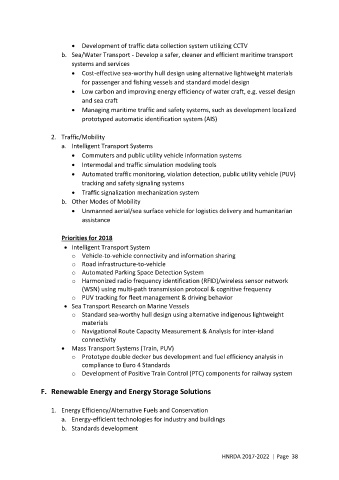 • Development of traffic data collection system utilizing CCTV
b. Sea/Water Transport - Develop a safer, cleaner and efficient maritime transport
systems and services
• Cost-effective sea-worthy hull design using alternative lightweight materials
for passenger and fishing vessels and standard model design
• Low carbon and improving energy efficiency of water craft, e.g. vessel design
and sea craft
• Managing maritime traffic and safety systems, such as development localized
prototyped automatic identification system (AIS)
2. Traffic/Mobility
a. Intelligent Transport Systems
• Commuters and public utility vehicle information systems
• Intermodal and traffic simulation modeling tools
• Automated traffic monitoring, violation detection, public utility vehicle (PUV)
tracking and safety signaling systems
• Traffic signalization mechanization system
b. Other Modes of Mobility
• Unmanned aerial/sea surface vehicle for logistics delivery and humanitarian
assistance
Priorities for 2018
• Intelligent Transport System
o Vehicle-to-vehicle connectivity and information sharing
o Road infrastructure-to-vehicle
o Automated Parking Space Detection System
o Harmonized radio frequency identification (RFID)/wireless sensor network
(WSN) using multi-path transmission protocol & cognitive frequency
o PUV tracking for fleet management & driving behavior
• Sea Transport Research on Marine Vessels
o Standard sea-worthy hull design using alternative indigenous lightweight
materials
o Navigational Route Capacity Measurement & Analysis for inter-island
connectivity
• Mass Transport Systems (Train, PUV)
o Prototype double decker bus development and fuel efficiency analysis in
compliance to Euro 4 Standards
o Development of Positive Train Control (PTC) components for railway system
F. Renewable Energy and Energy Storage Solutions
1. Energy Efficiency/Alternative Fuels and Conservation
a. Energy-efficient technologies for industry and buildings
b. Standards development
HNRDA 2017-2022 | Page 38